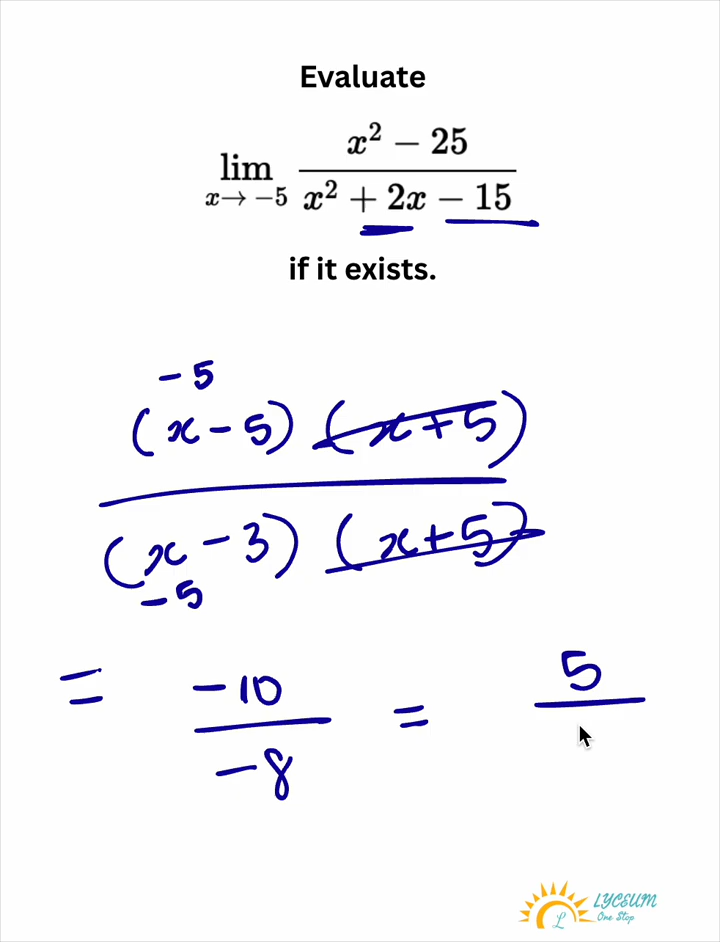 Evaluate
lim x→ −5 x² − 25 / x² + 2x − 15
if it exists.
−5
(x − 5) (x + 5)
(x − 3) (x + 5)
−5
= −10 / −8 = 5
LYCEUM
One Stop
L